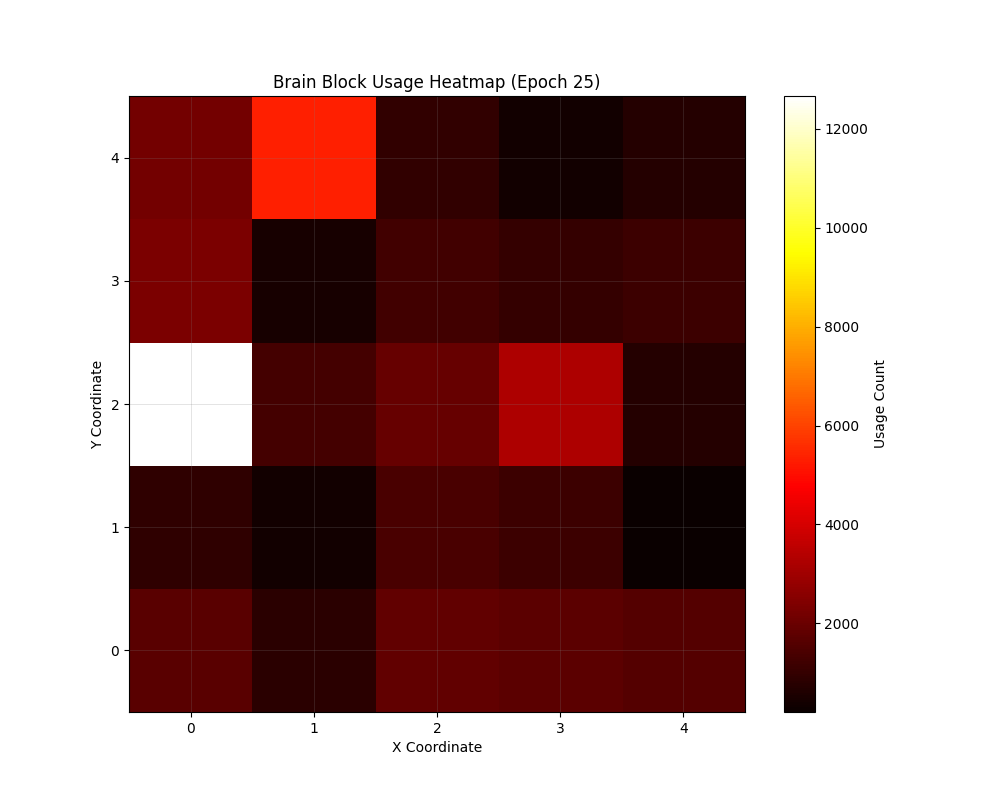 Brain Block Usage Heatmap (Epoch 25)
4
3
2
1
0
Y Coordinate
0 1 2 3 4
X Coordinate
12000
10000
8000
6000
4000
2000
Usage Count